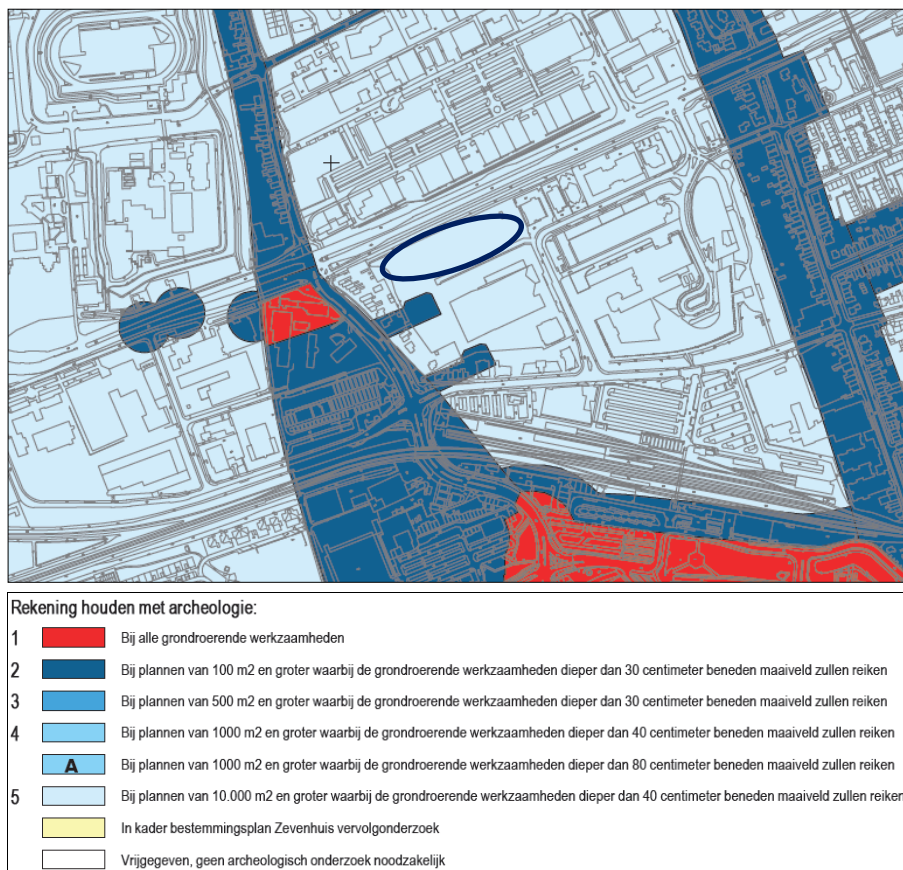 Rekening houden met archeologie:
1 Bij alle grondroerende werkzaamheden
2 Bij plannen van 100 m2 en groter waarbij de grondroerende werkzaamheden dieper dan 30 centimeter beneden maaiveld zullen reiken
3 Bij plannen van 500 m2 en groter waarbij de grondroerende werkzaamheden dieper dan 30 centimeter beneden maaiveld zullen reiken
4 Bij plannen van 1000 m2 en groter waarbij de grondroerende werkzaamheden dieper dan 40 centimeter beneden maaiveld zullen reiken
A Bij plannen van 1000 m2 en groter waarbij de grondroerende werkzaamheden dieper dan 80 centimeter beneden maaiveld zullen reiken
5 Bij plannen van 10.000 m2 en groter waarbij de grondroerende werkzaamheden dieper dan 40 centimeter beneden maaiveld zullen reiken
In kader bestemmingsplan Zevenhuis vervolgonderzoek
Vrijgegeven, geen archeologisch onderzoek noodzakelijk